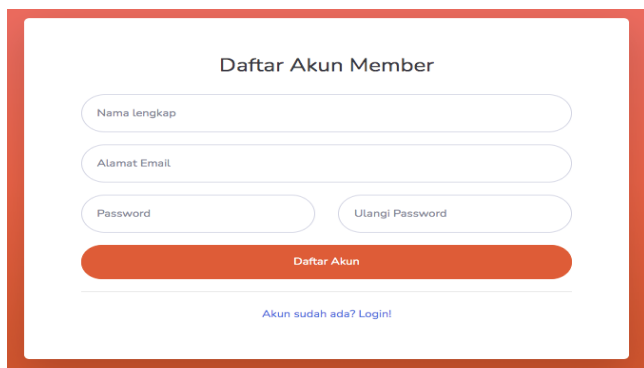 Daftar Akun Member
Nama lengkap
Alamat Email
Password
Ulangi Password
Daftar Akun
Akun sudah ada? Login!